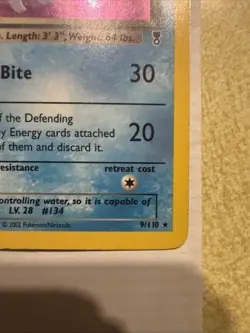 . Length: 3' 3", Weight: 64 lbs.
Bite 30
f the Defending
y Energy cards attached 20
of them and discard it.
esistance retreat cost
ontrolling water, so it is capable of
LV. 28 #134
© 2002 Pokémon/Nintendo 9/110 ★